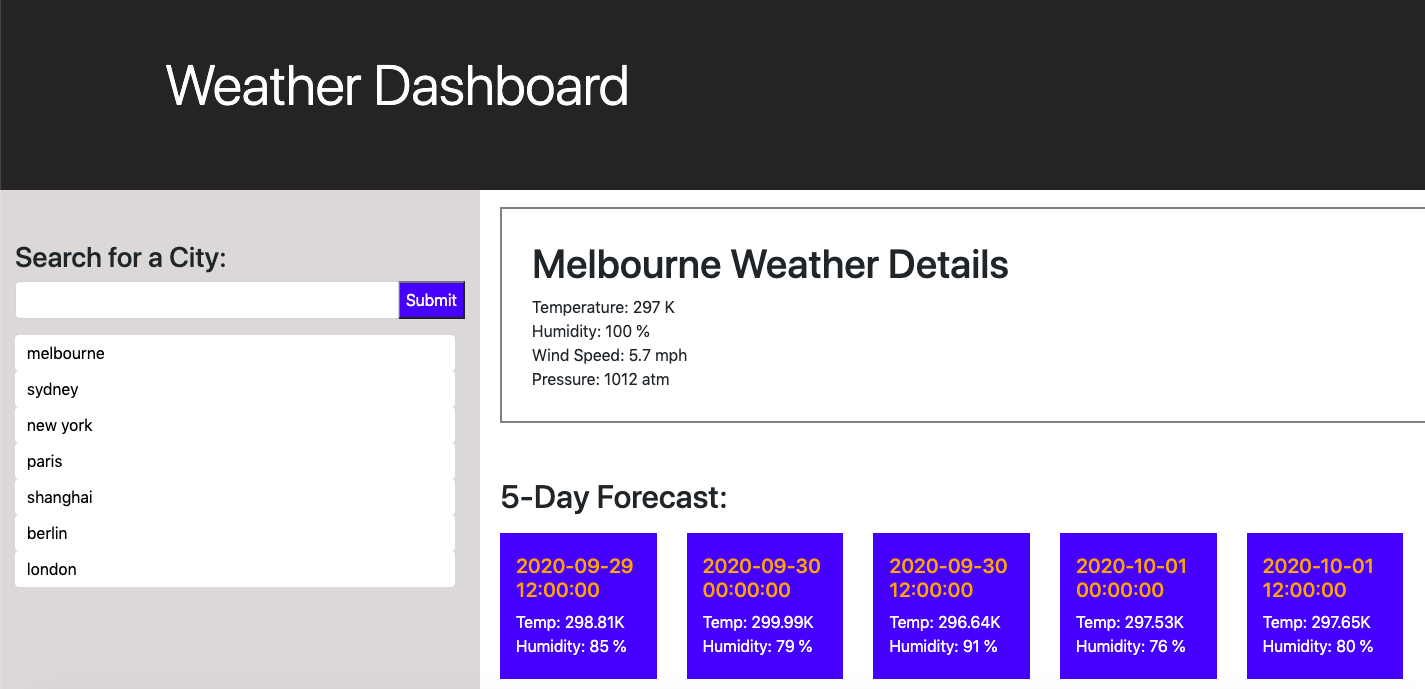 Weather Dashboard
Search for a City:
Submit
melbourne
sydney
new york
paris
shanghai
berlin
london
Melbourne Weather Details
Temperature: 297 K
Humidity: 100 %
Wind Speed: 5.7 mph
Pressure: 1012 atm
5-Day Forecast:
2020-09-29
12:00:00
Temp: 298.81K
Humidity: 85 %
2020-09-30
00:00:00
Temp: 299.99K
Humidity: 79 %
2020-09-30
12:00:00
Temp: 296.64K
Humidity: 91 %
2020-10-01
00:00:00
Temp: 297.53K
Humidity: 76 %
2020-10-01
12:00:00
Temp: 297.65K
Humidity: 80 %